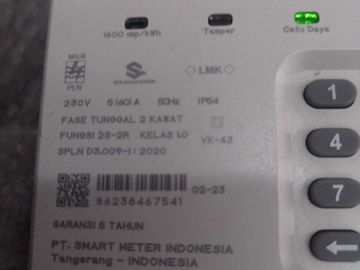 1600 imp/kWh Tamper Catu Daya
MILIK
PLN
LMK
230V 5(60)A 50Hz IP54
FASE TUNGGAL 2 KAWAT
FUNGSI 2S-2R KELAS 1.0
VK-43
SPLN D3.009-1: 2020
02-23
86238467541
GARANSI 5 TAHUN
PT. SMART METER INDONESIA
Tangerang - INDONESIA
1
4
7